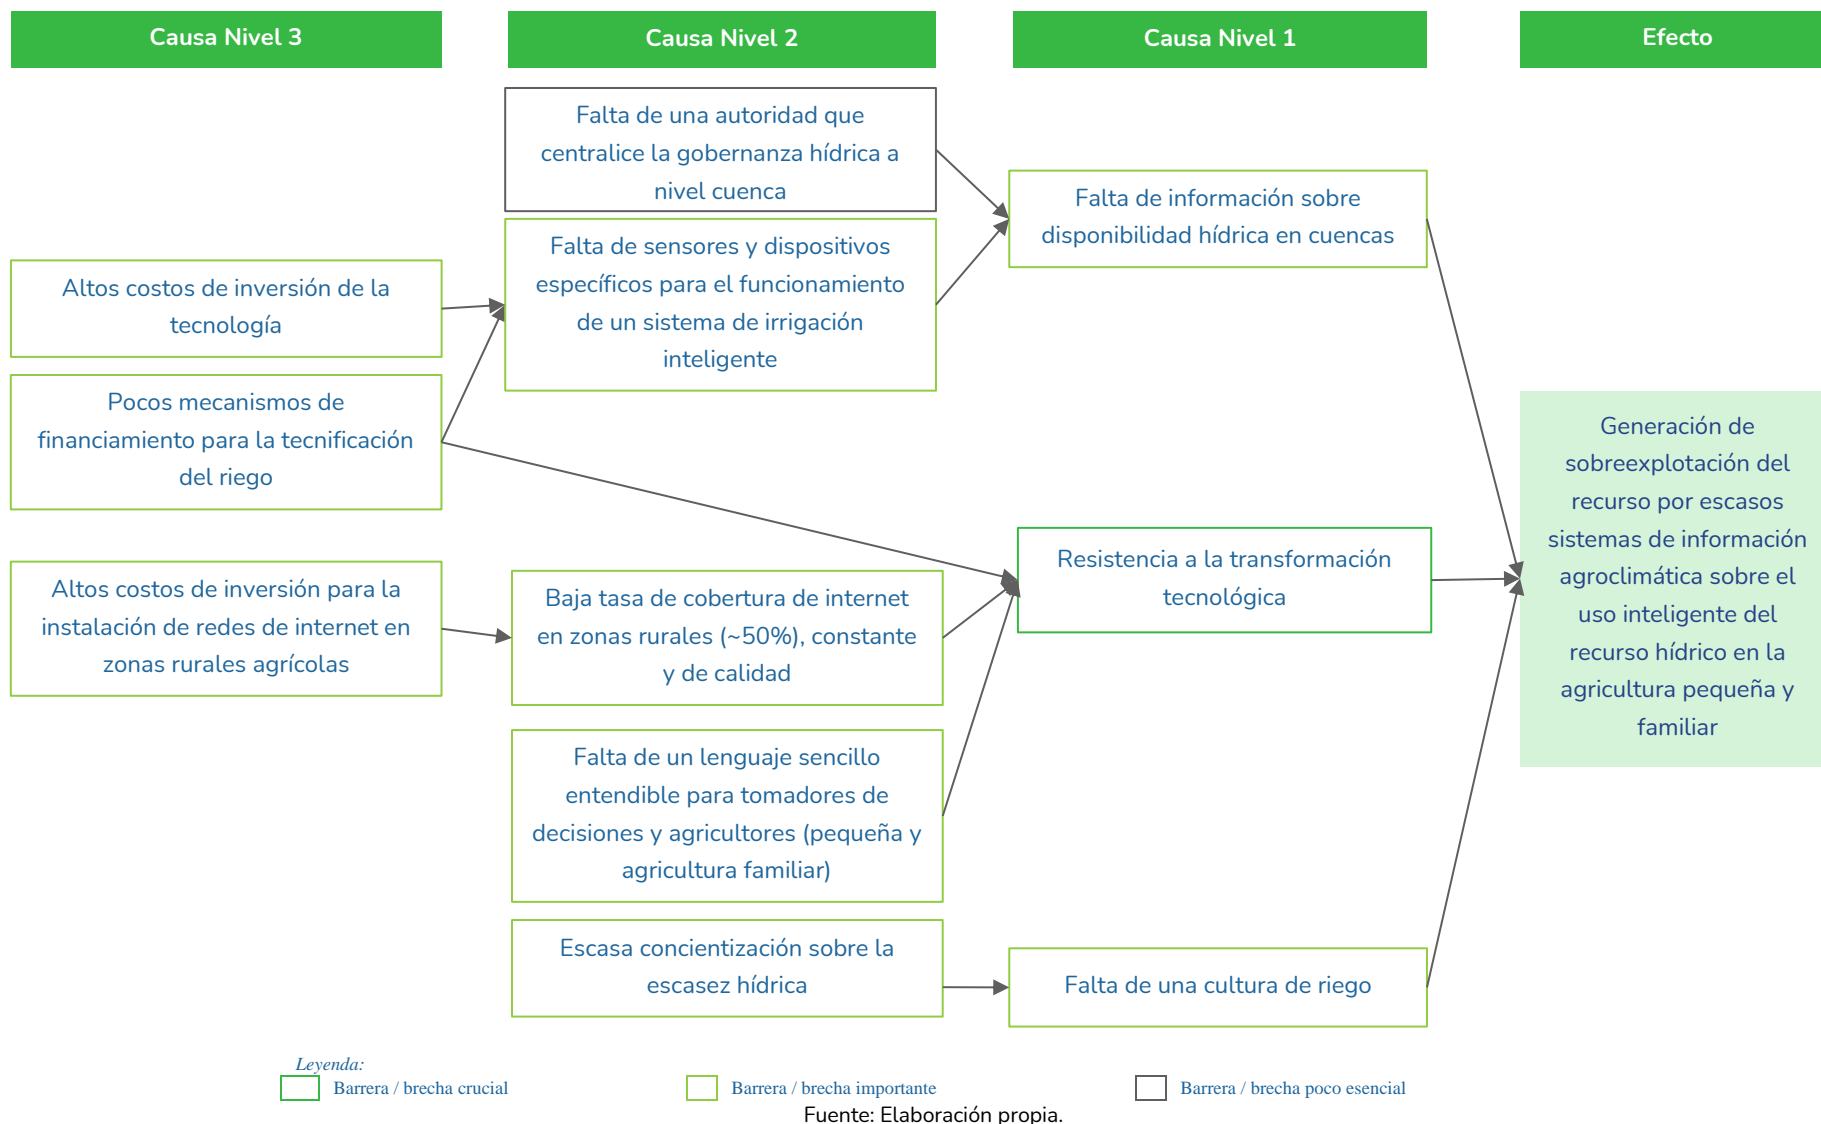 Causa Nivel 3
Causa Nivel 2
Causa Nivel 1
Efecto
Falta de una autoridad que
centralice la gobernanza hídrica a
nivel cuenca
Falta de información sobre
disponibilidad hídrica en cuencas
Falta de sensores y dispositivos
específicos para el funcionamiento
de un sistema de irrigación
inteligente
Altos costos de inversión de la
tecnología
Pocos mecanismos de
financiamiento para la tecnificación
del riego
Generación de
sobreexplotación del
recurso por escasos
sistemas de información
agroclimática sobre el
uso inteligente del
recurso hídrico en la
agricultura pequeña y
familiar
Resistencia a la transformación
tecnológica
Altos costos de inversión para la
instalación de redes de internet en
zonas rurales agrícolas
Baja tasa de cobertura de internet
en zonas rurales (~50%), constante
y de calidad
Falta de un lenguaje sencillo
entendible para tomadores de
decisiones y agricultores (pequeña y
agricultura familiar)
Escasa concientización sobre la
escasez hídrica
Falta de una cultura de riego
Leyenda:
Barrera / brecha crucial
Barrera / brecha importante
Barrera / brecha poco esencial
Fuente: Elaboración propia.